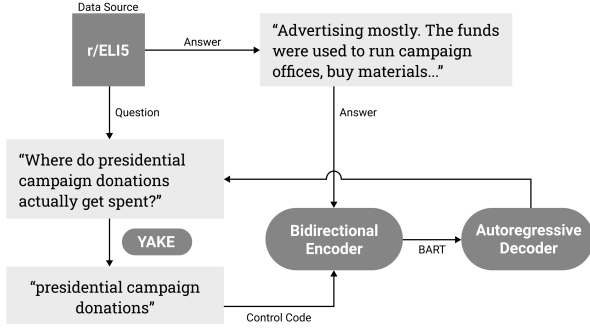 Data Source
r/ELI5
Answer
“Advertising mostly. The funds
were used to run campaign
offices, buy materials...”
Question
Answer
“Where do presidential
campaign donations
actually get spent?”
YAKE
Bidirectional
Encoder
BART
Autoregressive
Decoder
“presidential campaign
donations”
Control Code